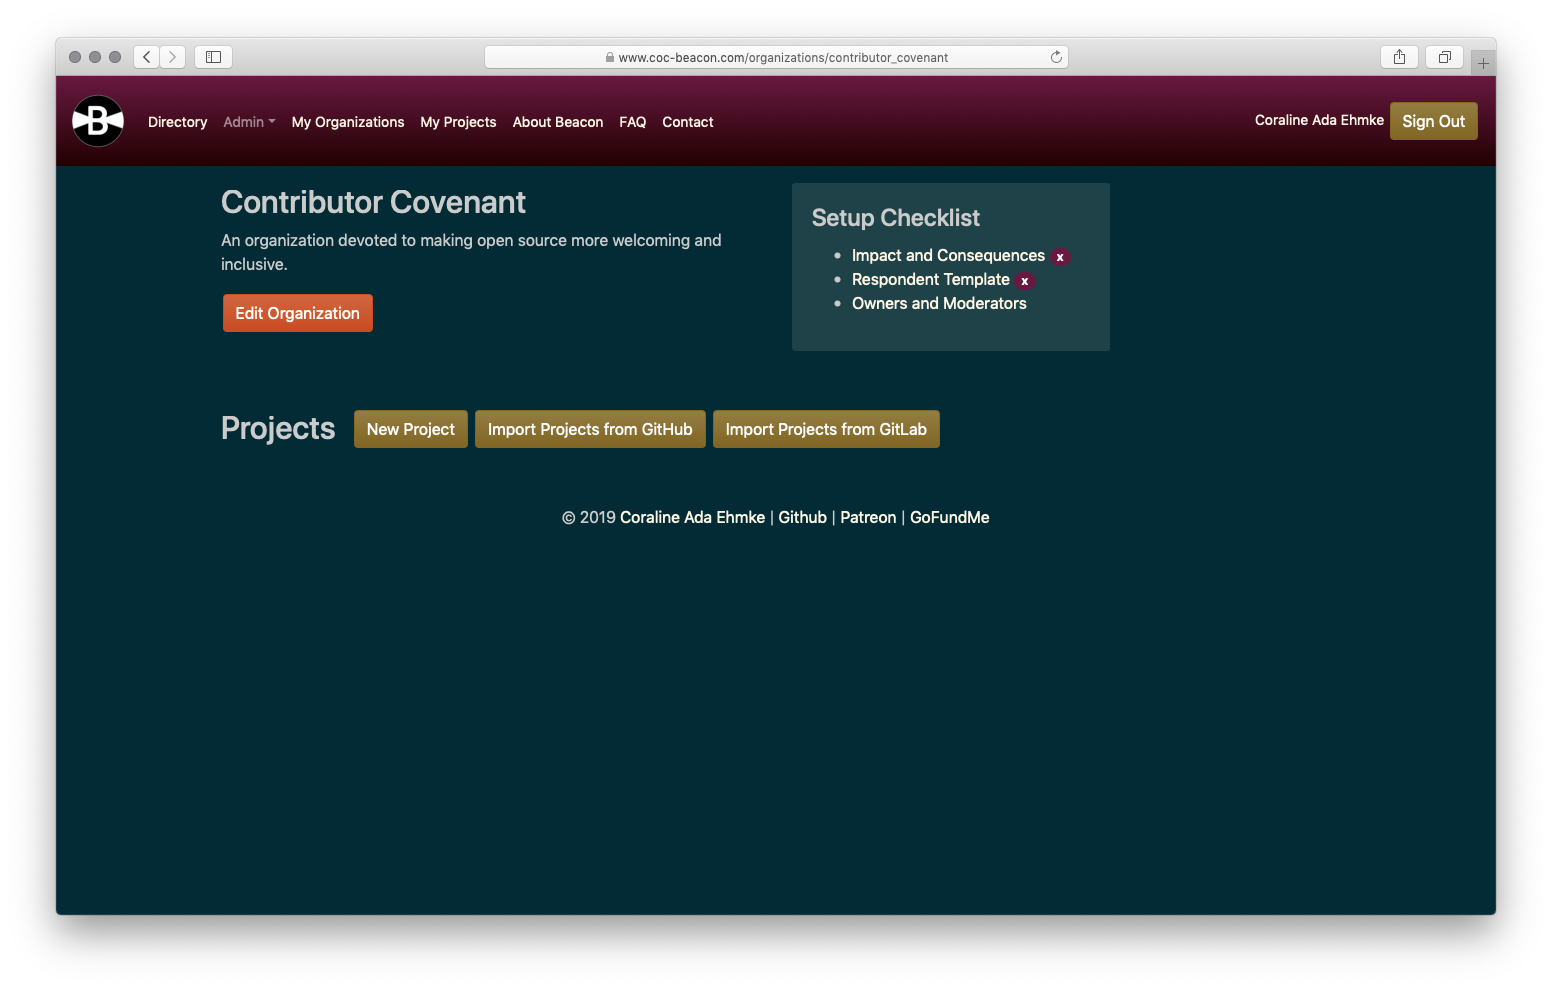 www.coc-beacon.com/organizations/contributor_covenant
B
Directory Admin My Organizations My Projects About Beacon FAQ Contact
Coraline Ada Ehmke Sign Out
Contributor Covenant
An organization devoted to making open source more welcoming and
inclusive.
Edit Organization
Setup Checklist
Impact and Consequences x
Respondent Template x
Owners and Moderators
Projects New Project Import Projects from GitHub Import Projects from GitLab
© 2019 Coraline Ada Ehmke | Github | Patreon | GoFundMe